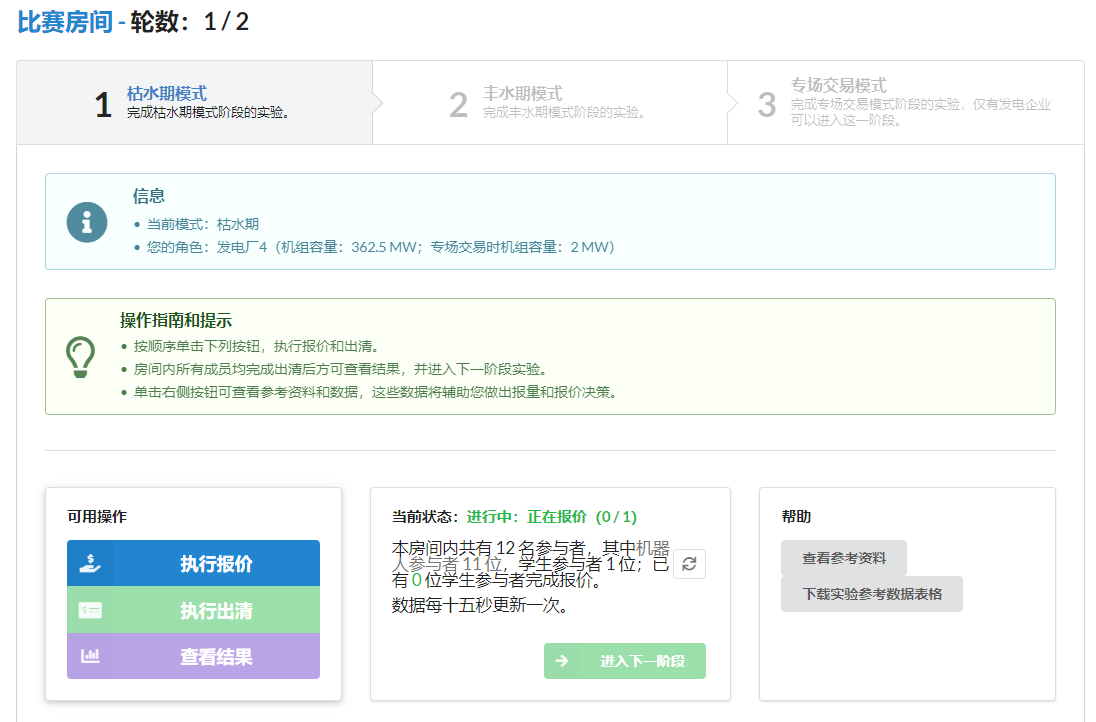 比赛房间 - 轮数：1 / 2
1
枯水期模式
完成枯水期模式阶段的实验。
2
丰水期模式
完成丰水期模式阶段的实验。
3
专场交易模式
完成专场交易模式阶段的实验，仅有发电企业
可以进入这一阶段。
信息
• 当前模式：枯水期
• 您的角色：发电厂4（机组容量：362.5 MW；专场交易时机组容量：2 MW）
操作指南和提示
• 按顺序单击下列按钮，执行报价和出清。
• 房间内所有成员均完成出清后方可查看结果，并进入下一阶段实验。
• 单击右侧按钮可查看参考资料和数据，这些数据将辅助您做出报量和报价决策。
可用操作
执行报价
执行出清
查看结果
当前状态：进行中：正在报价（0 / 1）
本房间内共有 12 名参与者，其中机器
人参与者 11 位，学生参与者 1 位；已
有 0 位学生参与者完成报价。
数据每十五秒更新一次。
进入下一阶段
帮助
查看参考资料
下载实验参考数据表格